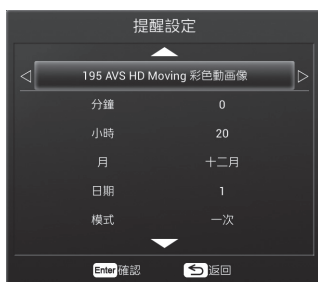 提醒設定
195 AVS HD Moving 彩色動画像
分鐘 0
小時 20
月 十二月
日期 1
模式 一次
Enter 確認 返回